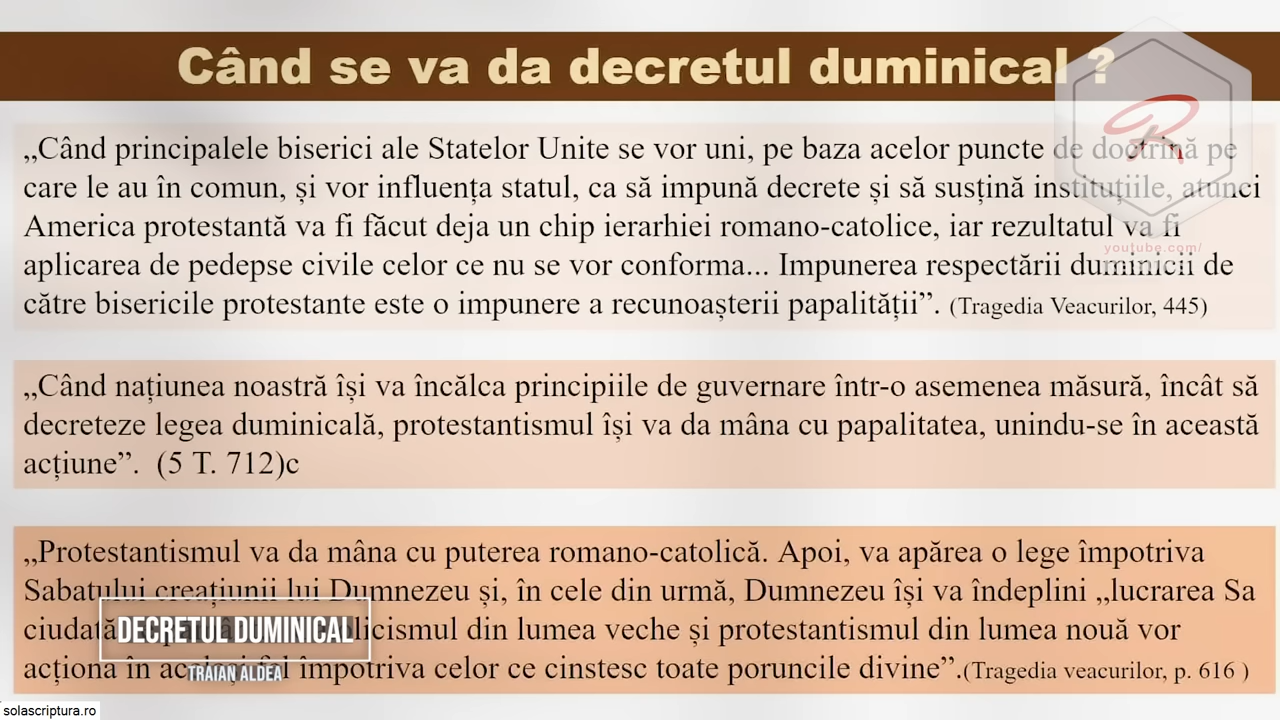 Când se va da decretul duminical ?
„Când principalele biserici ale Statelor Unite se vor uni, pe baza acelor puncte de doctrină pe
care le au în comun, și vor influența statul, ca să impună decrete și să susțină instituțiile, atunci
America protestantă va fi făcut deja un chip ierarhiei romano-catolice, iar rezultatul va fi
aplicarea de pedepse civile celor ce nu se vor conforma... Impunerea respectării duminicii de
către bisericile protestante este o impunere a recunoașterii papalității”. (Tragedia Veacurilor, 445)
youtube.com/
„Când națiunea noastră își va încălca principiile de guvernare într-o asemenea măsură, încât să
decreteze legea duminicală, protestantismul își va da mâna cu papalitatea, unindu-se în această
acțiune”. (5 T. 712)c
„Protestantismul va da mâna cu puterea romano-catolică. Apoi, va apărea o lege împotriva
Sabatului creațiunii lui Dumnezeu și, în cele din urmă, Dumnezeu își va îndeplini „lucrarea Sa
ciudată din lumea veche și protestantismul din lumea nouă vor
acționa în împotriva celor ce cinstesc toate poruncile divine”.(Tragedia veacurilor, p. 616 )
DECRETUL DUMINICAL
TRAIAN ALDEA
solascriptura.ro